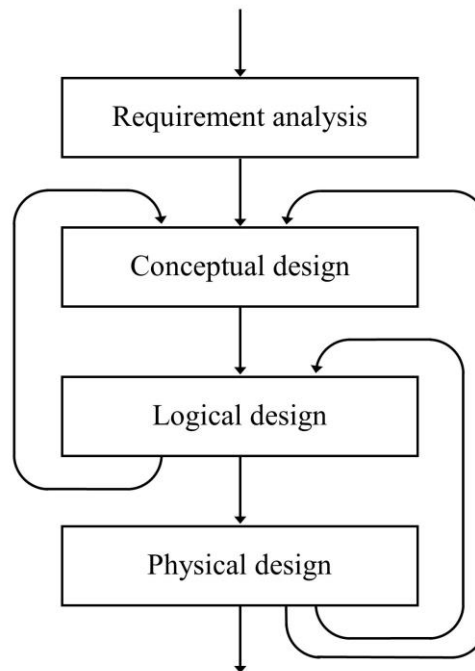 Requirement analysis
Conceptual design
Logical design
Physical design